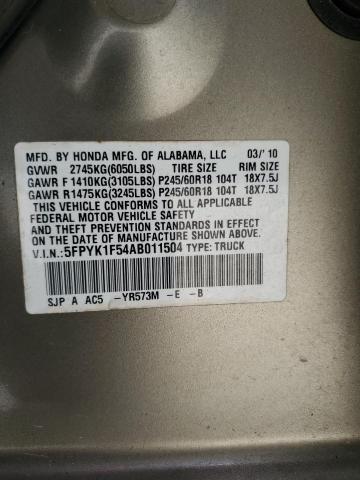 MFD. BY HONDA MFG. OF ALABAMA, LLC 03/'10
GVWR 2745KG(6050LBS) TIRE SIZE RIM SIZE
GAWR F 1410KG(3105LBS) P245/60R18 104T 18X7.5J
GAWR R1475KG(3245LBS) P245/60R18 104T 18X7.5J
THIS VEHICLE CONFORMS TO ALL APPLICABLE
FEDERAL MOTOR VEHICLE SAFETY
AND THEFT PREVENTION STANDARDS IN EFFECT
ON THE DATE OF MANUFACTURE SHOWN ABOVE.
V.I.N.: 5FPYK1F54AB011504 TYPE: TRUCK
SJP A AC5 -YR573M -E -B